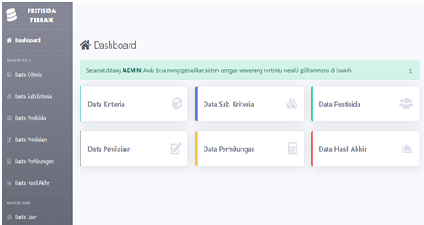 PESTISIDA
TERBAIK
Dashboard
MASTER DATA
Data Kriteria
Data Sub Kriteria
Data Pestisida
Data Penilaian
Data Perhitungan
Data Hasil Akhir
MASTER USER
Data User
Dashboard
Selamat datang ADMIN! Anda bisa mengoperasikan sistem dengan wewenang tertentu melalui pilihan menu di bawah.
Data Kriteria
Data Sub Kriteria
Data Pestisida
Data Penilaian
Data Perhitungan
Data Hasil Akhir